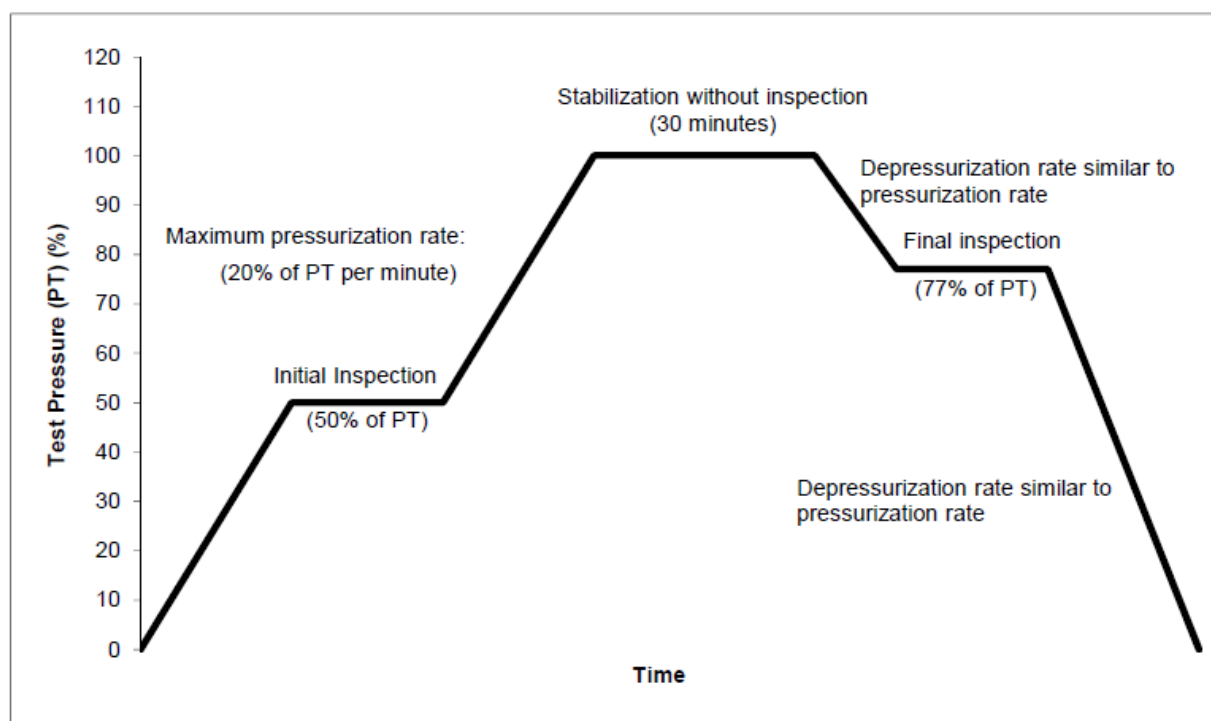 120
110
100
90
80
70
60
50
40
30
20
10
0
Test Pressure (PT) (%)
Time
Stabilization without inspection
(30 minutes)
Depressurization rate similar to
pressurization rate
Maximum pressurization rate:
(20% of PT per minute)
Final inspection
(77% of PT)
Initial Inspection
(50% of PT)
Depressurization rate similar to
pressurization rate